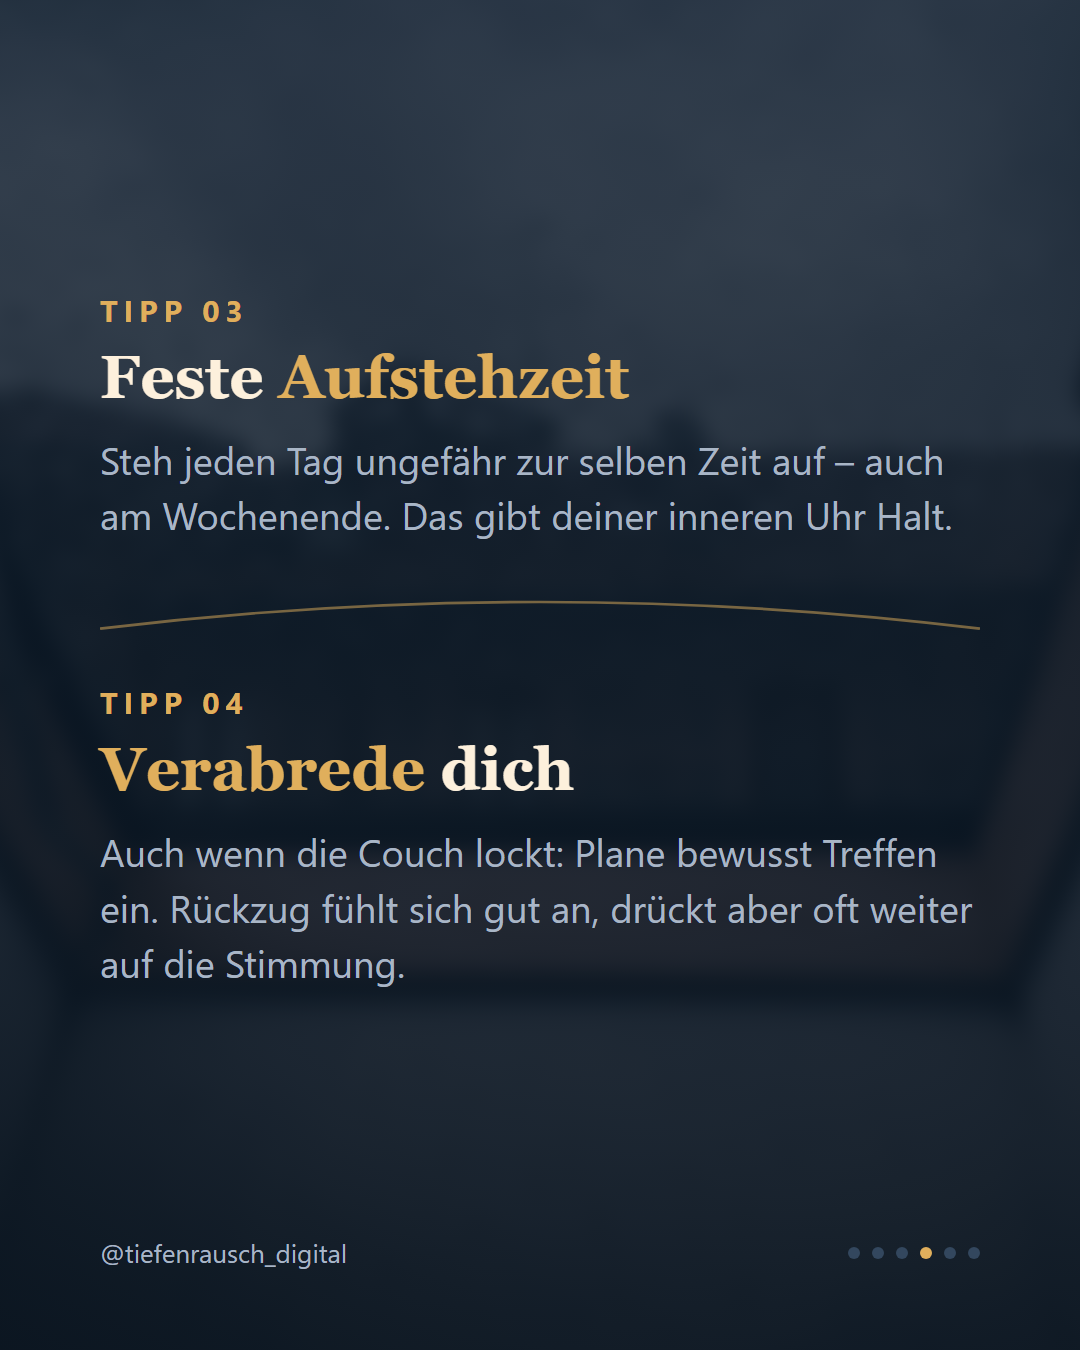 TIPP 03
Feste Aufstehzeit
Steh jeden Tag ungefähr zur selben Zeit auf – auch
am Wochenende. Das gibt deiner inneren Uhr Halt.
TIPP 04
Verabrede dich
Auch wenn die Couch lockt: Plane bewusst Treffen
ein. Rückzug fühlt sich gut an, drückt aber oft weiter
auf die Stimmung.
@tiefenrausch_digital